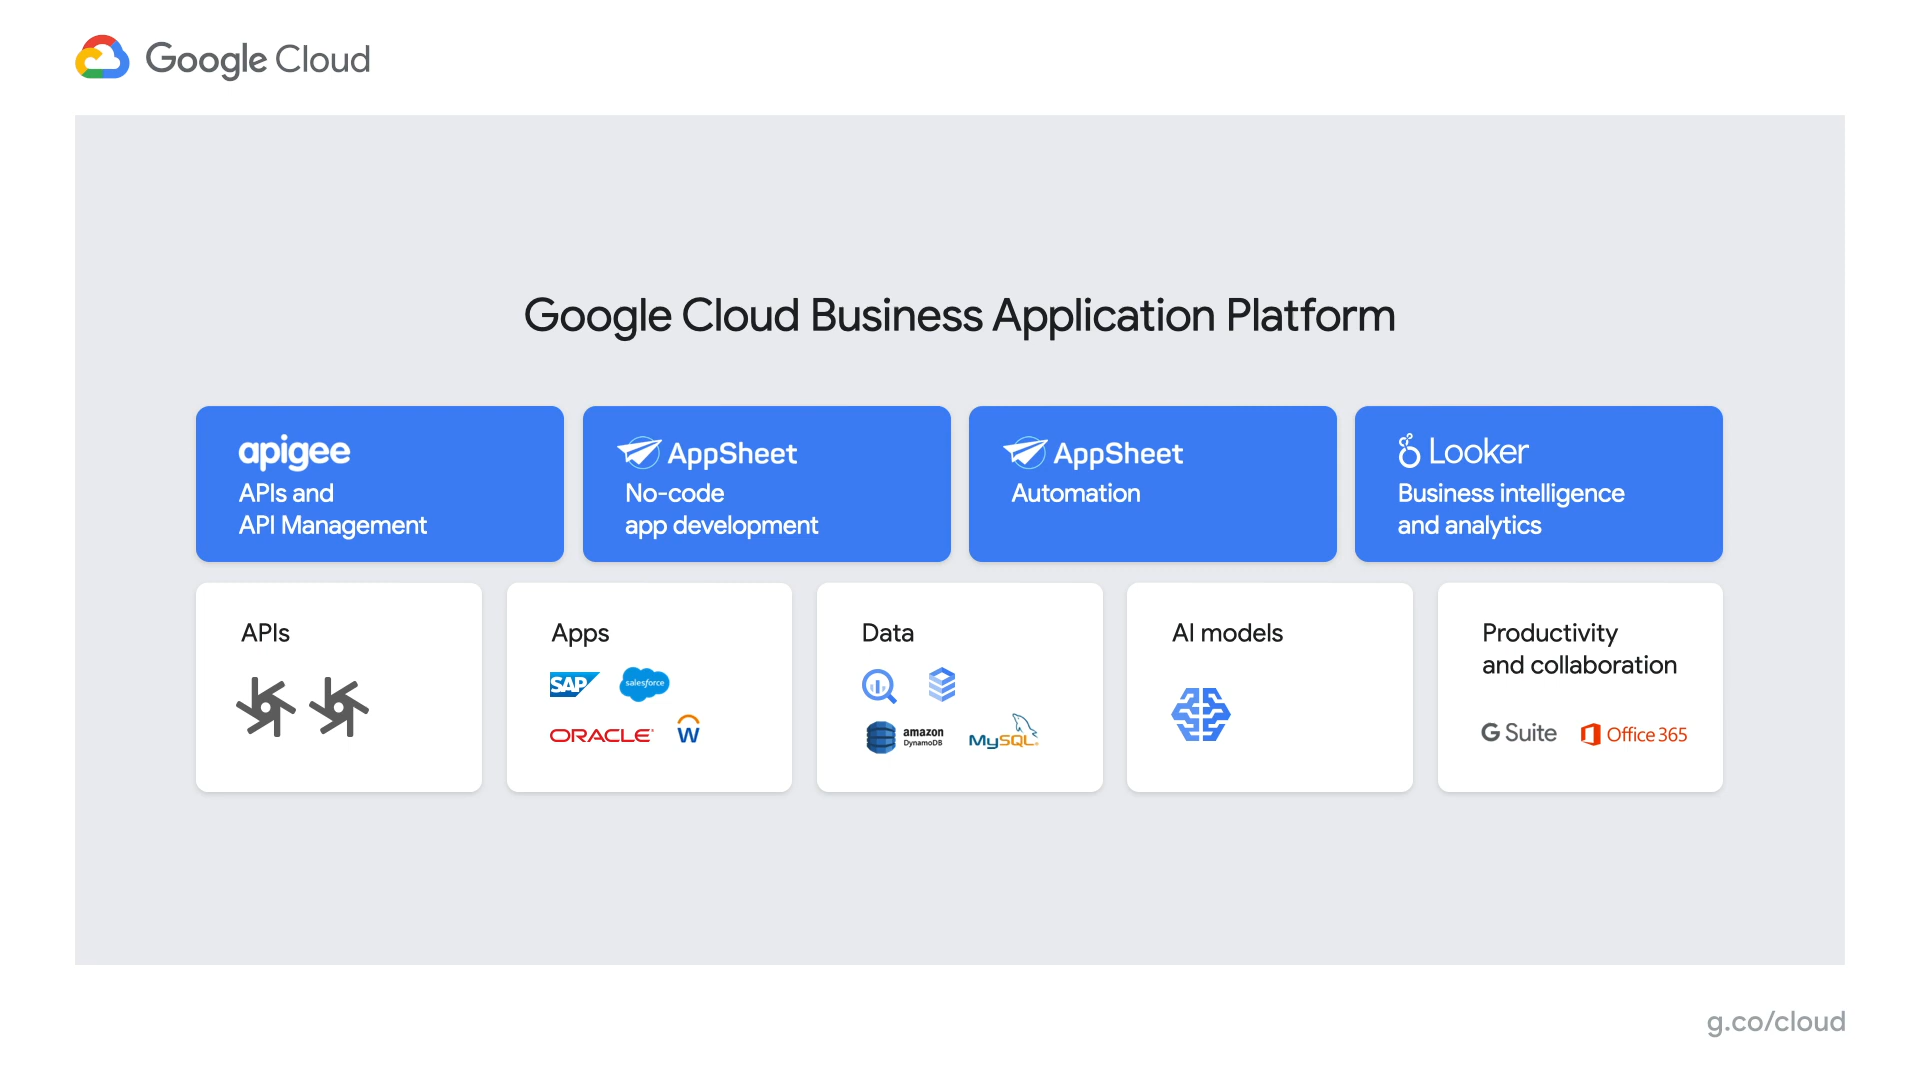 Google Cloud
Google Cloud Business Application Platform
apigee
APIs and
API Management
AppSheet
No-code
app development
AppSheet
Automation
Looker
Business intelligence
and analytics
APIs
Apps
SAP
salesforce
ORACLE
W
Data
amazon
DynamoDB
MySQL
AI models
Productivity
and collaboration
G Suite
Office 365
g.co/cloud